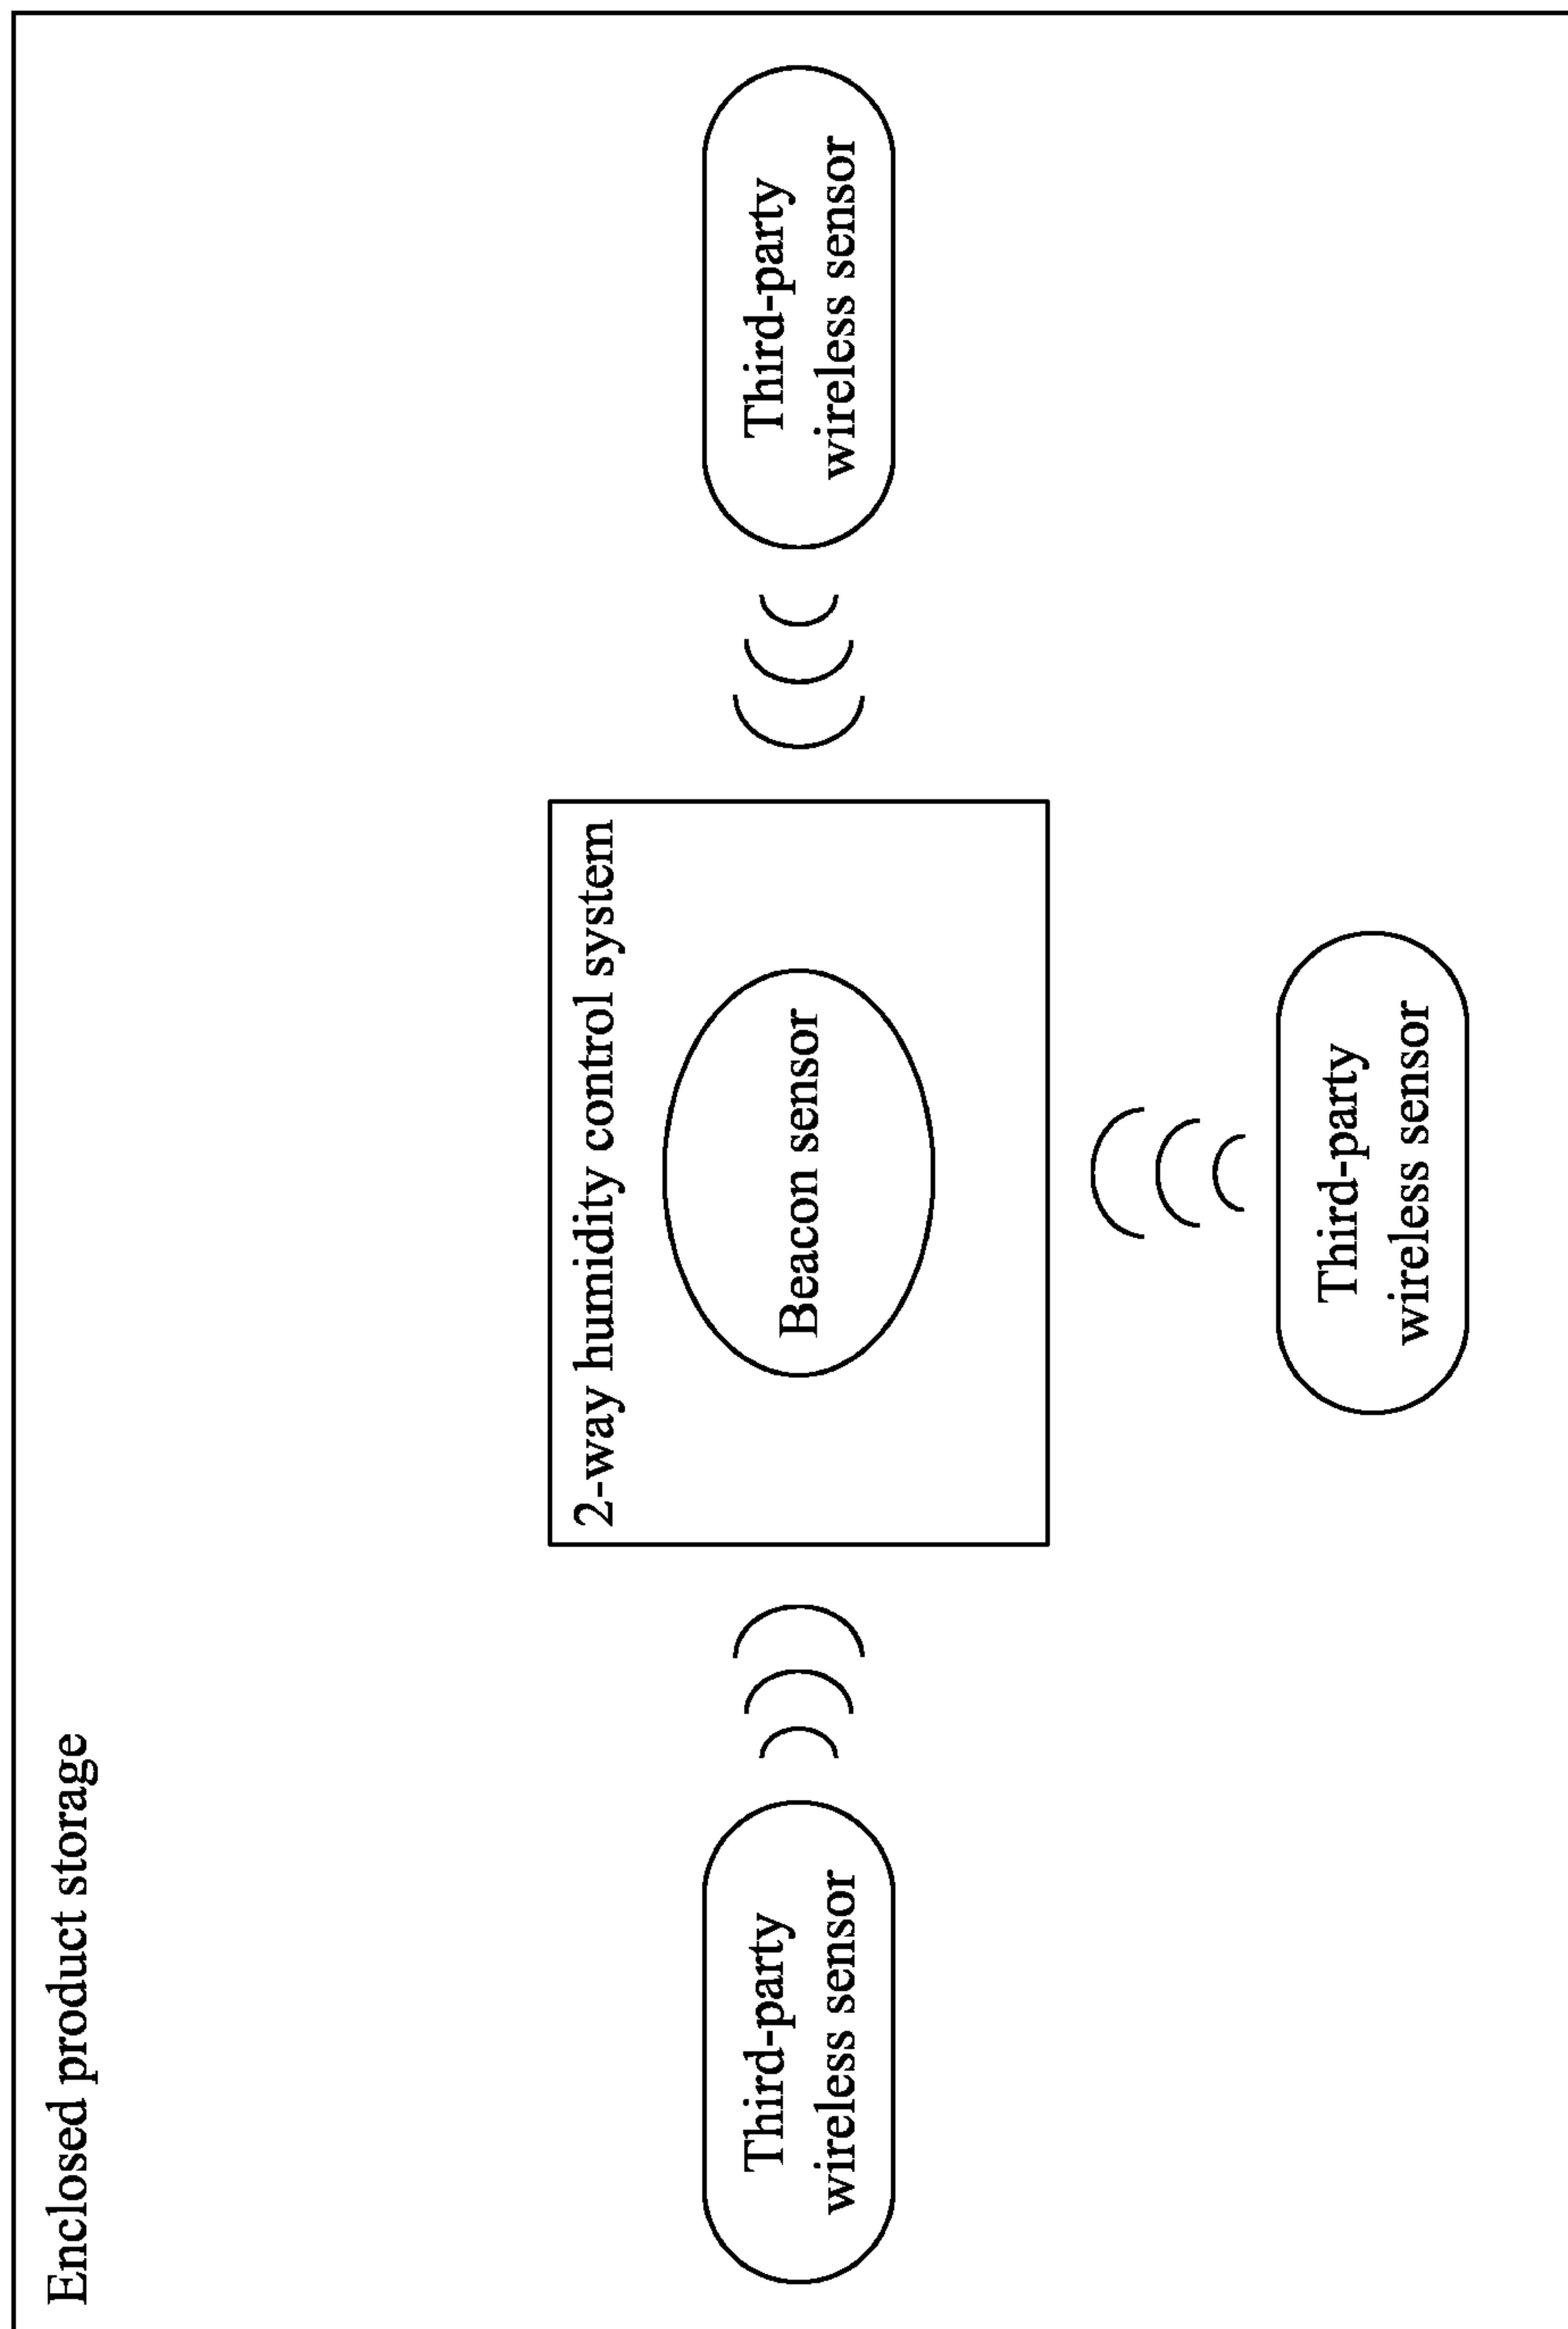 Enclosed product storage
2-way humidity control system
Third-party
wireless sensor
Beacon sensor
Third-party
wireless sensor
Third-party
wireless sensor